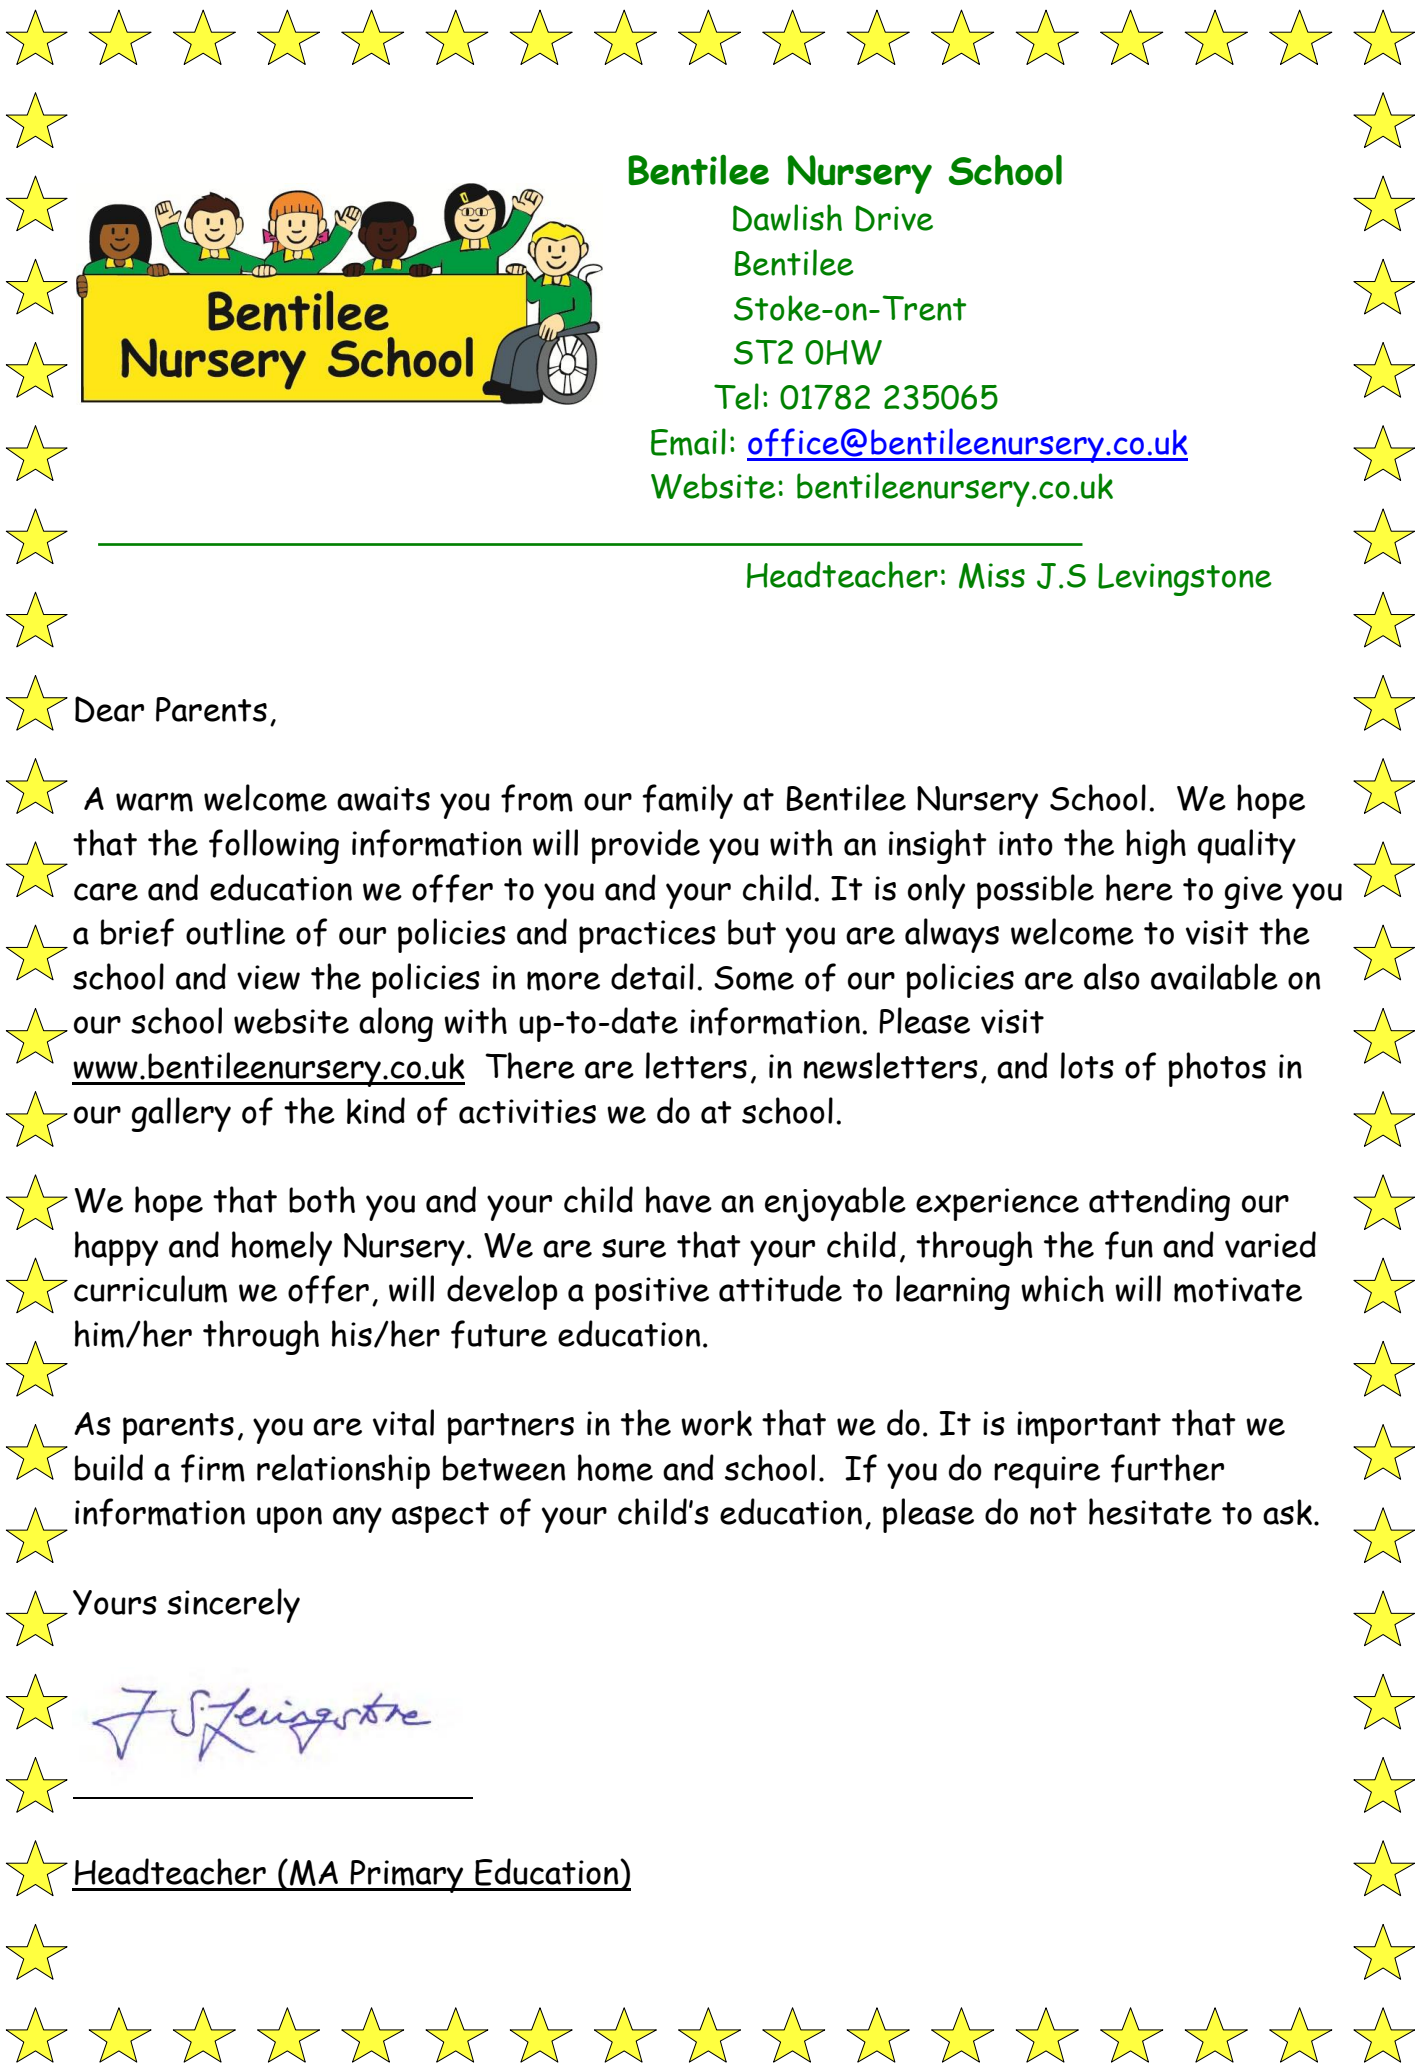 Bentilee Nursery School
Dawlish Drive
Bentilee
Stoke-on-Trent
ST2 0HW
Tel: 01782 235065
Email: office@bentileenursery.co.uk
Website: bentileenursery.co.uk
Bentilee
Nursery School
Headteacher: Miss J.S Levingstone
Dear Parents,
A warm welcome awaits you from our family at Bentilee Nursery School.  We hope
that the following information will provide you with an insight into the high quality
care and education we offer to you and your child. It is only possible here to give you
a brief outline of our policies and practices but you are always welcome to visit the
school and view the policies in more detail. Some of our policies are also available on
our school website along with up-to-date information. Please visit
www.bentileenursery.co.uk  There are letters, in newsletters, and lots of photos in
our gallery of the kind of activities we do at school.
We hope that both you and your child have an enjoyable experience attending our
happy and homely Nursery. We are sure that your child, through the fun and varied
curriculum we offer, will develop a positive attitude to learning which will motivate
him/her through his/her future education.
As parents, you are vital partners in the work that we do. It is important that we
build a firm relationship between home and school.  If you do require further
information upon any aspect of your child’s education, please do not hesitate to ask.
Yours sincerely
J S Levingstone
Headteacher (MA Primary Education)